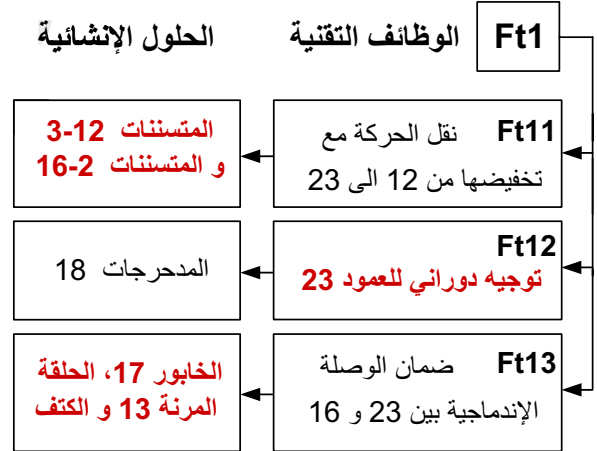 Ft1 الوظائف التقنية الحلول الإنشائية
Ft11 نقل الحركة مع
تخفيضها من 12 الى 23
المتسننات 12-3
و المتسننات 2-16
Ft12
توجيه دوراني للعمود 23
المدحرجات 18
Ft13 ضمان الوصلة
الإندماجية بين 23 و 16
الخابور 17، الحلقة
المرنة 13 و الكتف